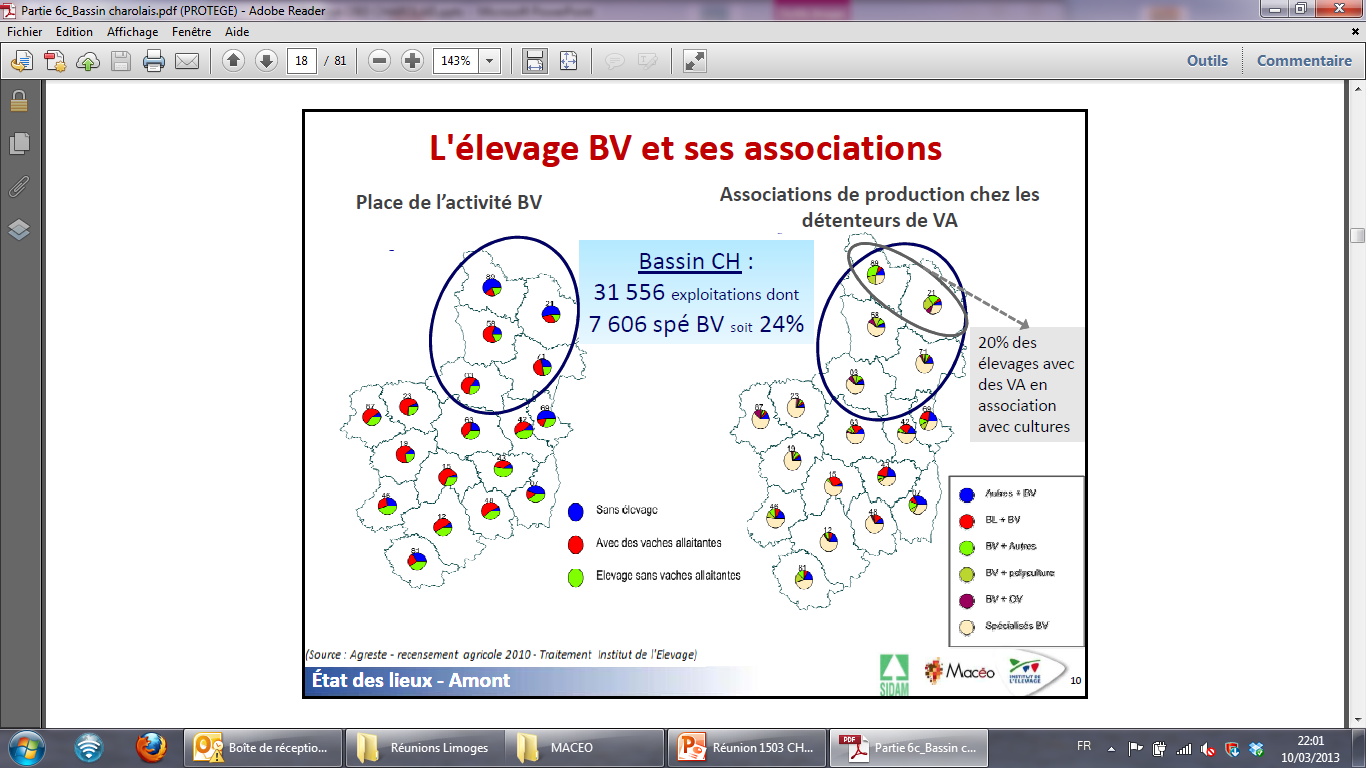 Partie 6c_Bassin charolais.pdf (PROTEGE) - Adobe Reader
Fichier Edition Affichage Fenêtre Aide
18 / 81 143% Outils Commentaire
L'élevage BV et ses associations
Place de l'activité BV
Associations de production chez les
détenteurs de VA
Bassin CH :
31 556 exploitations dont
7 606 spé BV soit 24%
20% des
élevages avec
des VA en
association
avec cultures
Sans élevage
Avec des vaches allaitantes
Elevage sans vaches allaitantes
Autres + BV
BL + BV
BV + Autres
BV + polyculture
BV + OV
Spécialisés BV
(Source : Agreste - recensement agricole 2010 - Traitement Institut de l'Elevage)
État des lieux - Amont
SIDAM
Macéo
INSTITUT DE
L'ELEVAGE
10
Boîte de réceptio...
Réunions Limoges
MACEO
Réunion 1503 CH...
Partie 6c_Bassin c...
FR
22:01
10/03/2013